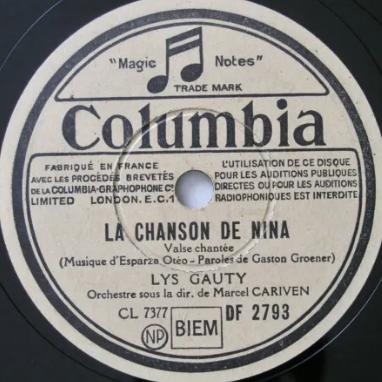 "Magic Notes"
TRADE MARK
Columbia
FABRIQUÉ EN FRANCE
AVEC LES PROCÉDÉS BREVETÉS
DE LA COLUMBIA-GRAPHOPHONE Cº
LIMITED LONDON. E.C.1
L'UTILISATION DE CE DISQUE
POUR LES AUDITIONS PUBLIQUES
DIRECTES OU POUR LES AUDITIONS
RADIOPHONIQUES EST INTERDITE
LA CHANSON DE NINA
Valse chantée
(Musique d'Esparza Otéo - Paroles de Gaston Groener)
LYS GAUTY
Orchestre sous la dir. de Marcel CARIVEN
CL 7377 DF 2793
NP BIEM